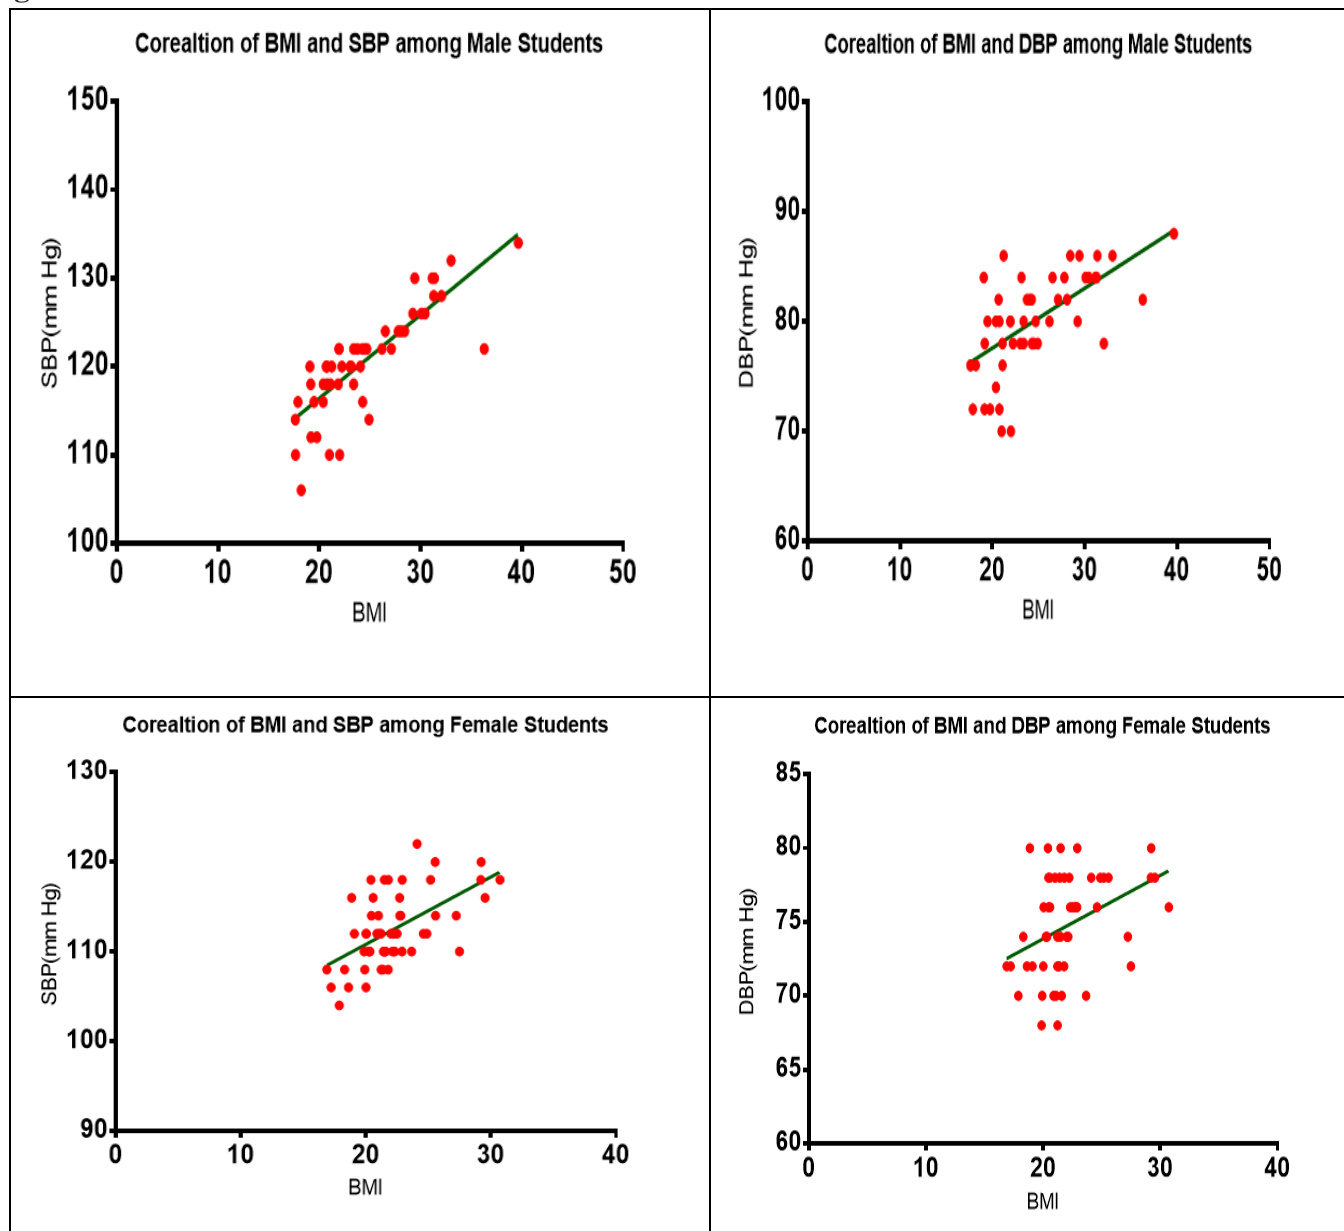 g
Corealtion of BMI and SBP among Male Students
150
140
130
120
110
100
SBP(mm Hg)
0 10 20 30 40 50
BMI
Corealtion of BMI and DBP among Male Students
100
90
80
70
60
DBP(mm Hg)
0 10 20 30 40 50
BMI
Corealtion of BMI and SBP among Female Students
130
120
110
100
90
SBP(mm Hg)
0 10 20 30 40
BMI
Corealtion of BMI and DBP among Female Students
85
80
75
70
65
60
DBP(mm Hg)
0 10 20 30 40
BMI